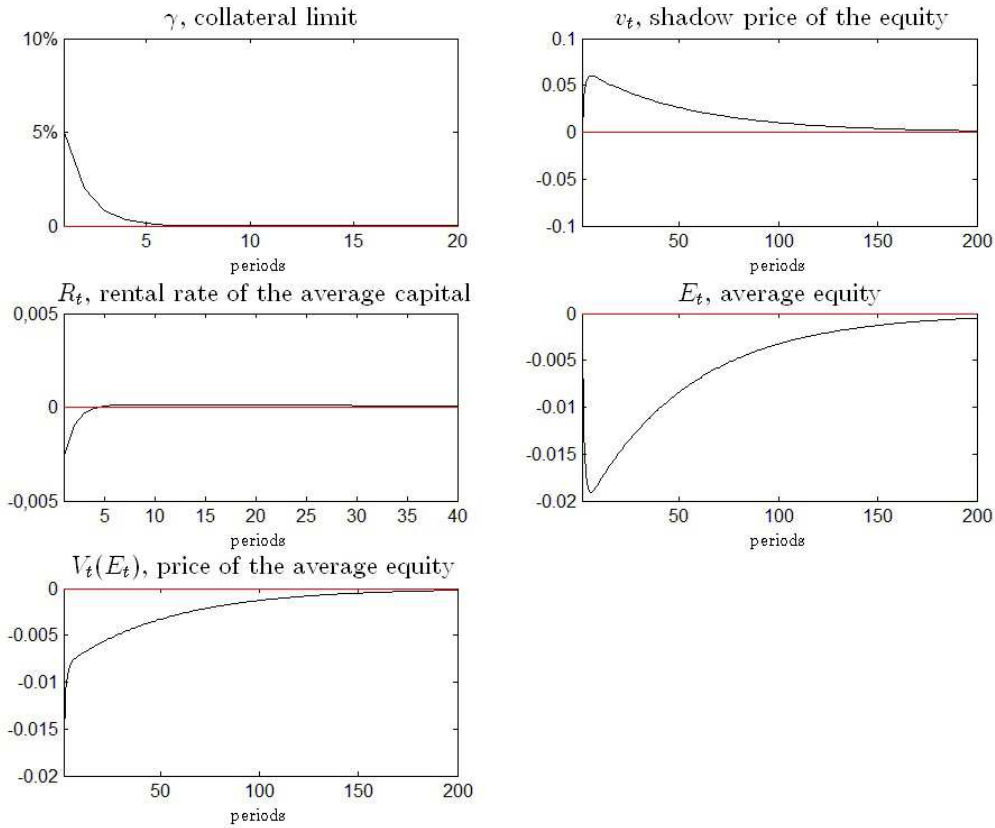 γ, collateral limit
10%
5%
0
5 10 15 20
periods
v_t, shadow price of the equity
0.1
0.05
0
-0.05
-0.1
50 100 150 200
periods
R_t, rental rate of the average capital
0,005
0
-0,005
5 10 15 20 25 30 35 40
periods
E_t, average equity
0
-0.005
-0.01
-0.015
-0.02
50 100 150 200
periods
V_t(E_t), price of the average equity
0
-0.005
-0.01
-0.015
-0.02
50 100 150 200
periods